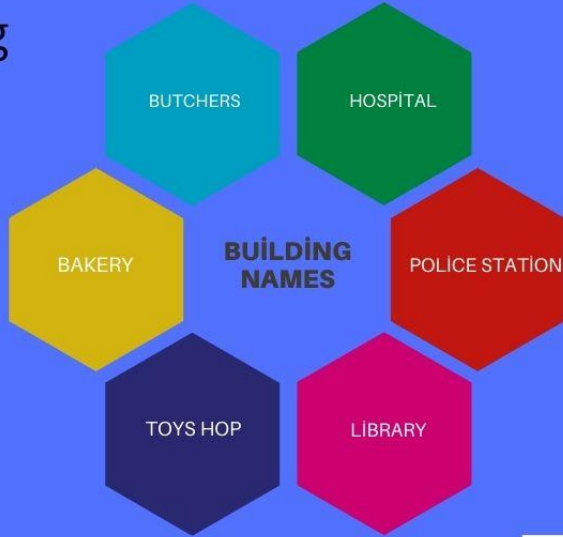 g
BUTCHERS
HOSPİTAL
BAKERY
BUİLDİNG
NAMES
POLİCE STATİON
TOYS HOP
LİBRARY